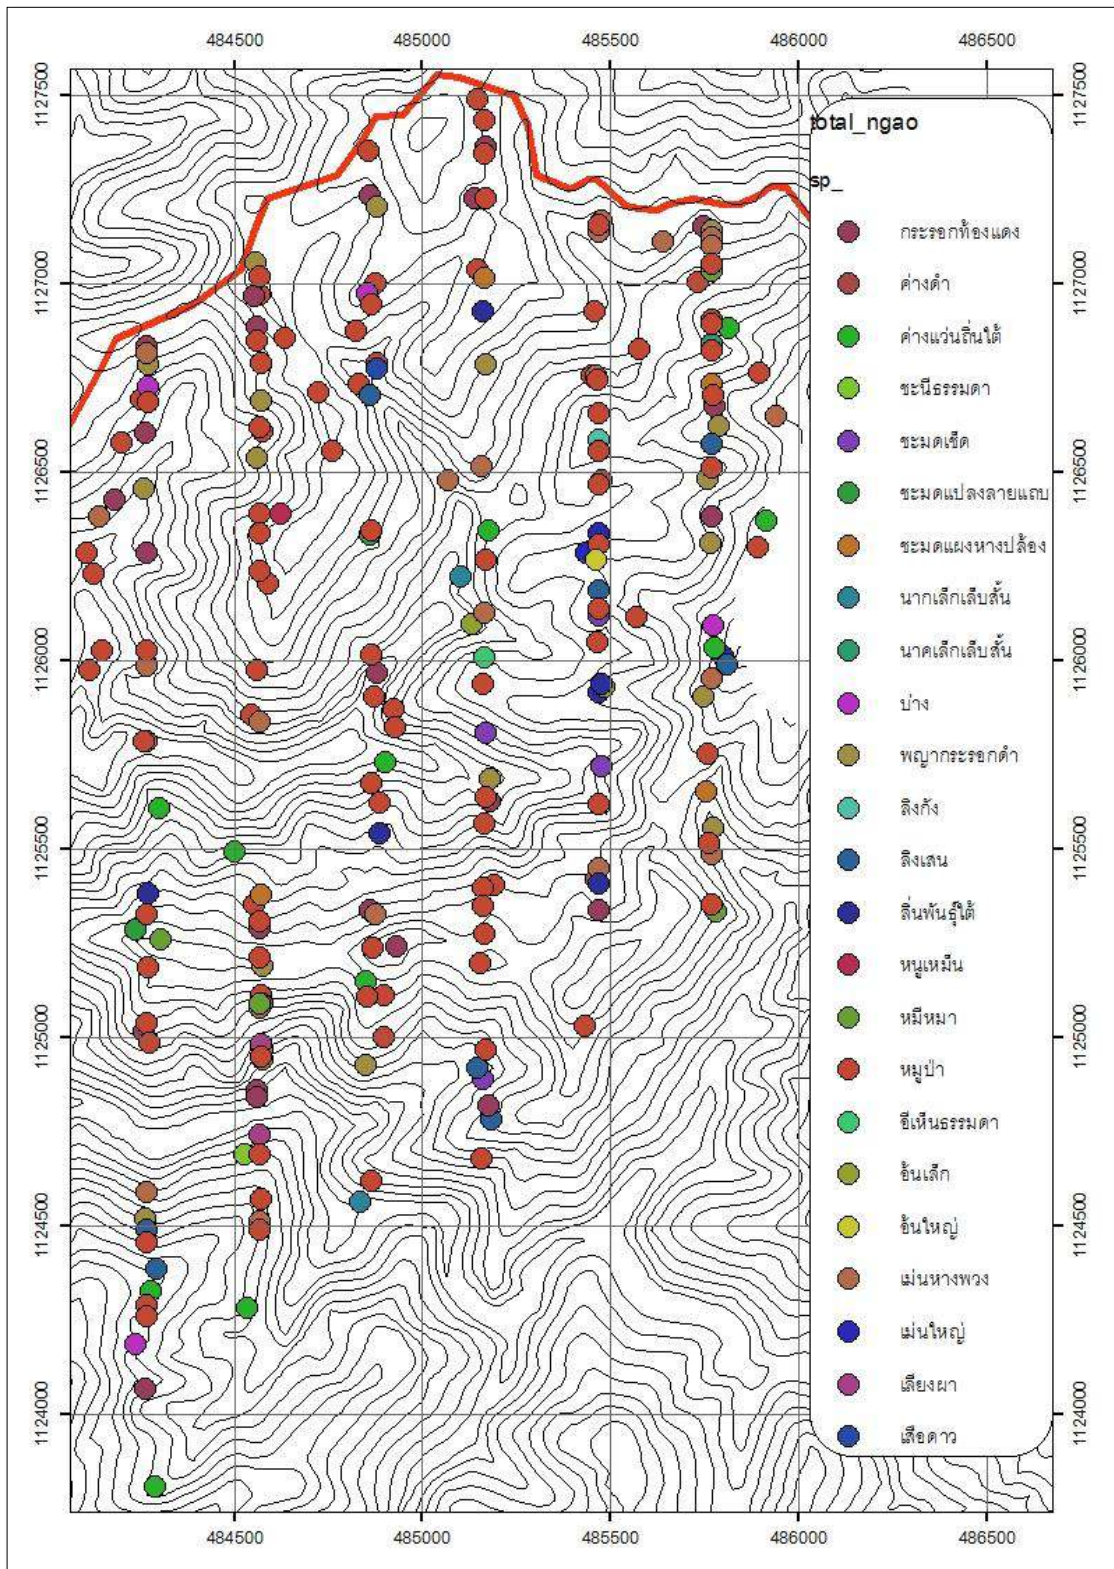 484500 485000 485500 486000 486500
1127500 1127500
total_ngao
sp_
กระรอกท้องแดง
ค่างดำ
1127000 1127000
ค่างแว่นถิ่นใต้
ชะนีธรรมดา
ชะมดเช็ด
1126500 1126500
ชะมดแปลงลายแถบ
ชะมดแผงหางปล้อง
นากเล็กเล็บสั้น
นาคเล็กเล็บสั้น
1126000 1126000
บ่าง
พญากระรอกดำ
ลิงกัง
1125500 1125500
ลิงเสน
ลิ่นพันธุ์ใต้
หนูเหม็น
หมีหมา
1125000 1125000
หมูป่า
อีเห็นธรรมดา
อ้นเล็ก
1124500 1124500
อ้นใหญ่
เม่นหางพวง
เม่นใหญ่
เลียงผา
1124000 1124000
เสือดาว
484500 485000 485500 486000 486500